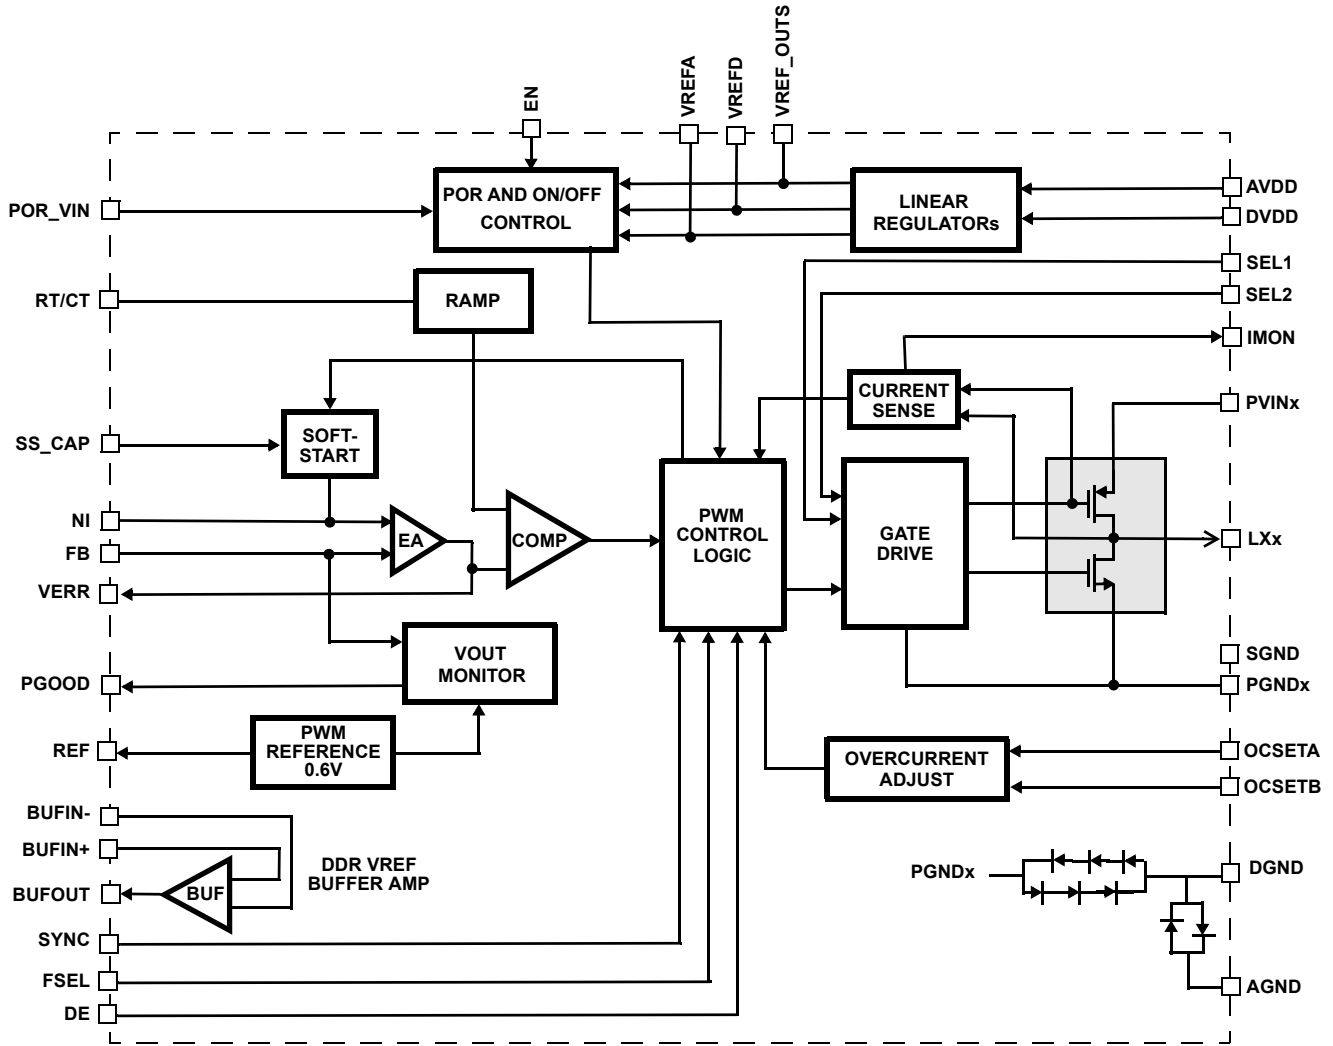 EN
VREFA
VREFD
VREF_OUTS
POR_VIN
POR AND ON/OFF
CONTROL
LINEAR
REGULATORs
AVDD
DVDD
SEL1
SEL2
RT/CT
RAMP
IMON
CURRENT
SENSE
PVINx
SS_CAP
SOFT-
START
NI
FB
VERR
EA
COMP
PWM
CONTROL
LOGIC
GATE
DRIVE
LXx
VOUT
MONITOR
SGND
PGNDx
PGOOD
REF
PWM
REFERENCE
0.6V
OVERCURRENT
ADJUST
OCSETA
OCSETB
BUFIN-
BUFIN+
BUFOUT
BUF
DDR VREF
BUFFER AMP
PGNDx
DGND
SYNC
FSEL
DE
AGND